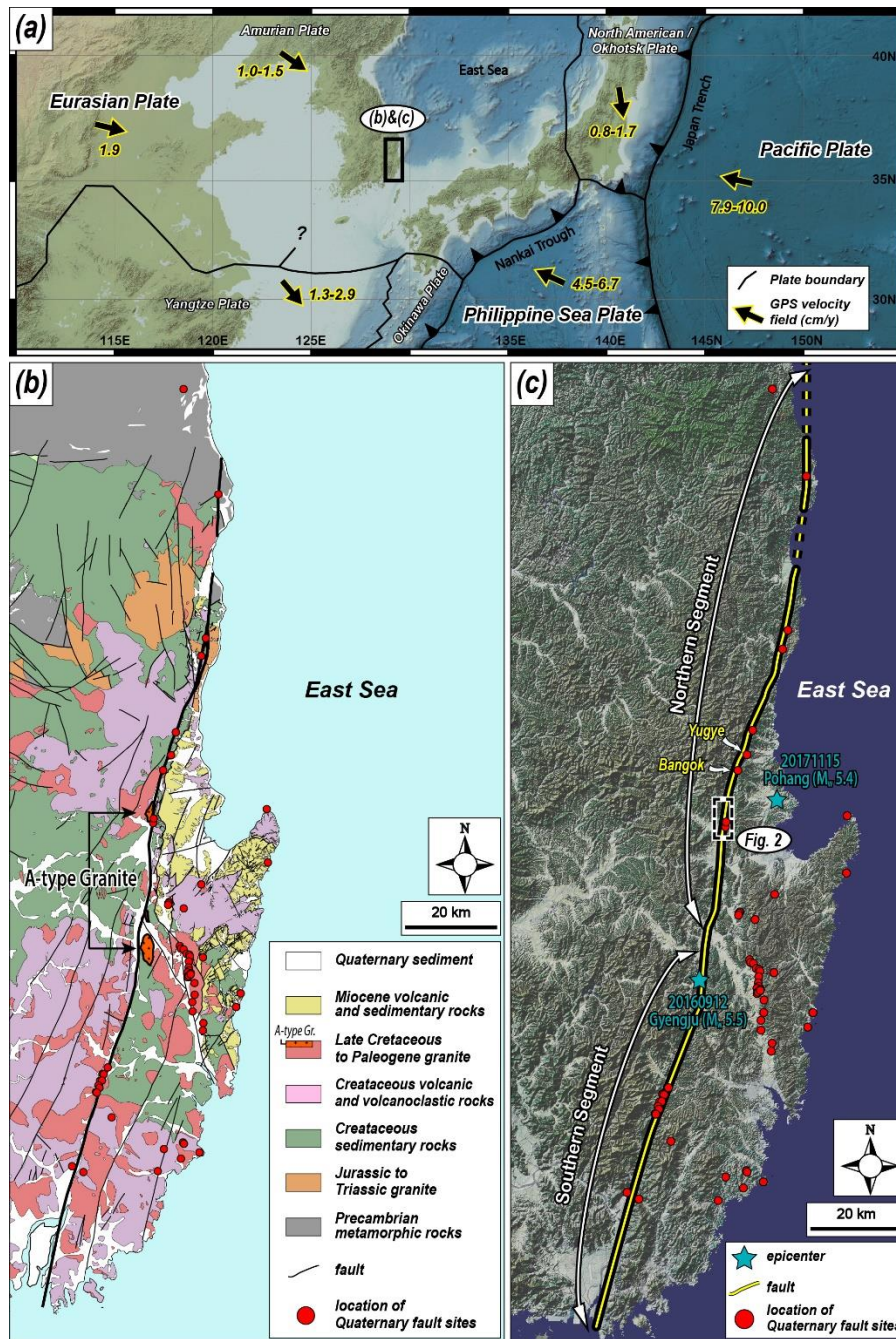 (a)
Amurian Plate
1.0-1.5
Eurasian Plate
1.9
(b)&(c)
East Sea
North American /
Okhotsk Plate
0.8-1.7
Japan Trench
Pacific Plate
7.9-10.0
40N
35N
30N
?
Yangtze Plate
1.3-2.9
Okinawa Plate
Nankai Trough
4.5-6.7
Philippine Sea Plate
Plate boundary
GPS velocity
field (cm/y)
115E
120E
125E
130E
135E
140E
145E
150E
(b)
East Sea
A-type Granite
N
20 km
Quaternary sediment
Miocene volcanic
and sedimentary rocks
A-type Gr.
Late Cretaceous
to Paleogene granite
Creataceous volcanic
and volcanoclastic rocks
Creataceous
sedimentary rocks
Jurassic to
Triassic granite
Precambrian
metamorphic rocks
fault
location of
Quaternary fault sites
(c)
Northern Segment
East Sea
Yugye
Bangok
20171115
Pohang (Mw 5.4)
Fig. 2
20160912
Gyengju (Mw 5.5)
Southern Segment
N
20 km
epicenter
fault
location of
Quaternary fault sites